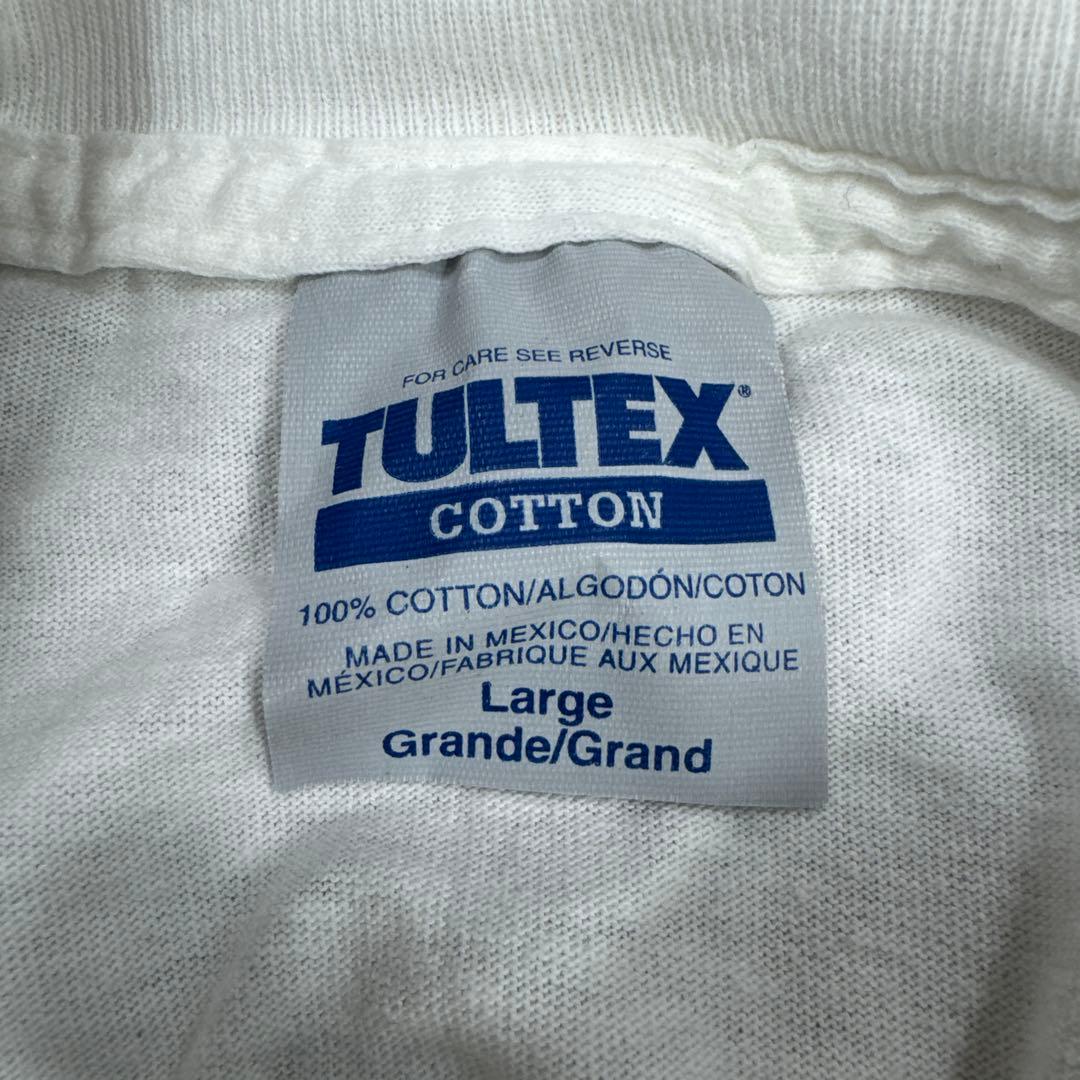 FOR CARE SEE REVERSE
TULTEX®
COTTON
100% COTTON/ALGODÓN/COTON
MADE IN MEXICO/HECHO EN
MÉXICO/FABRIQUE AUX MEXIQUE
Large
Grande/Grand